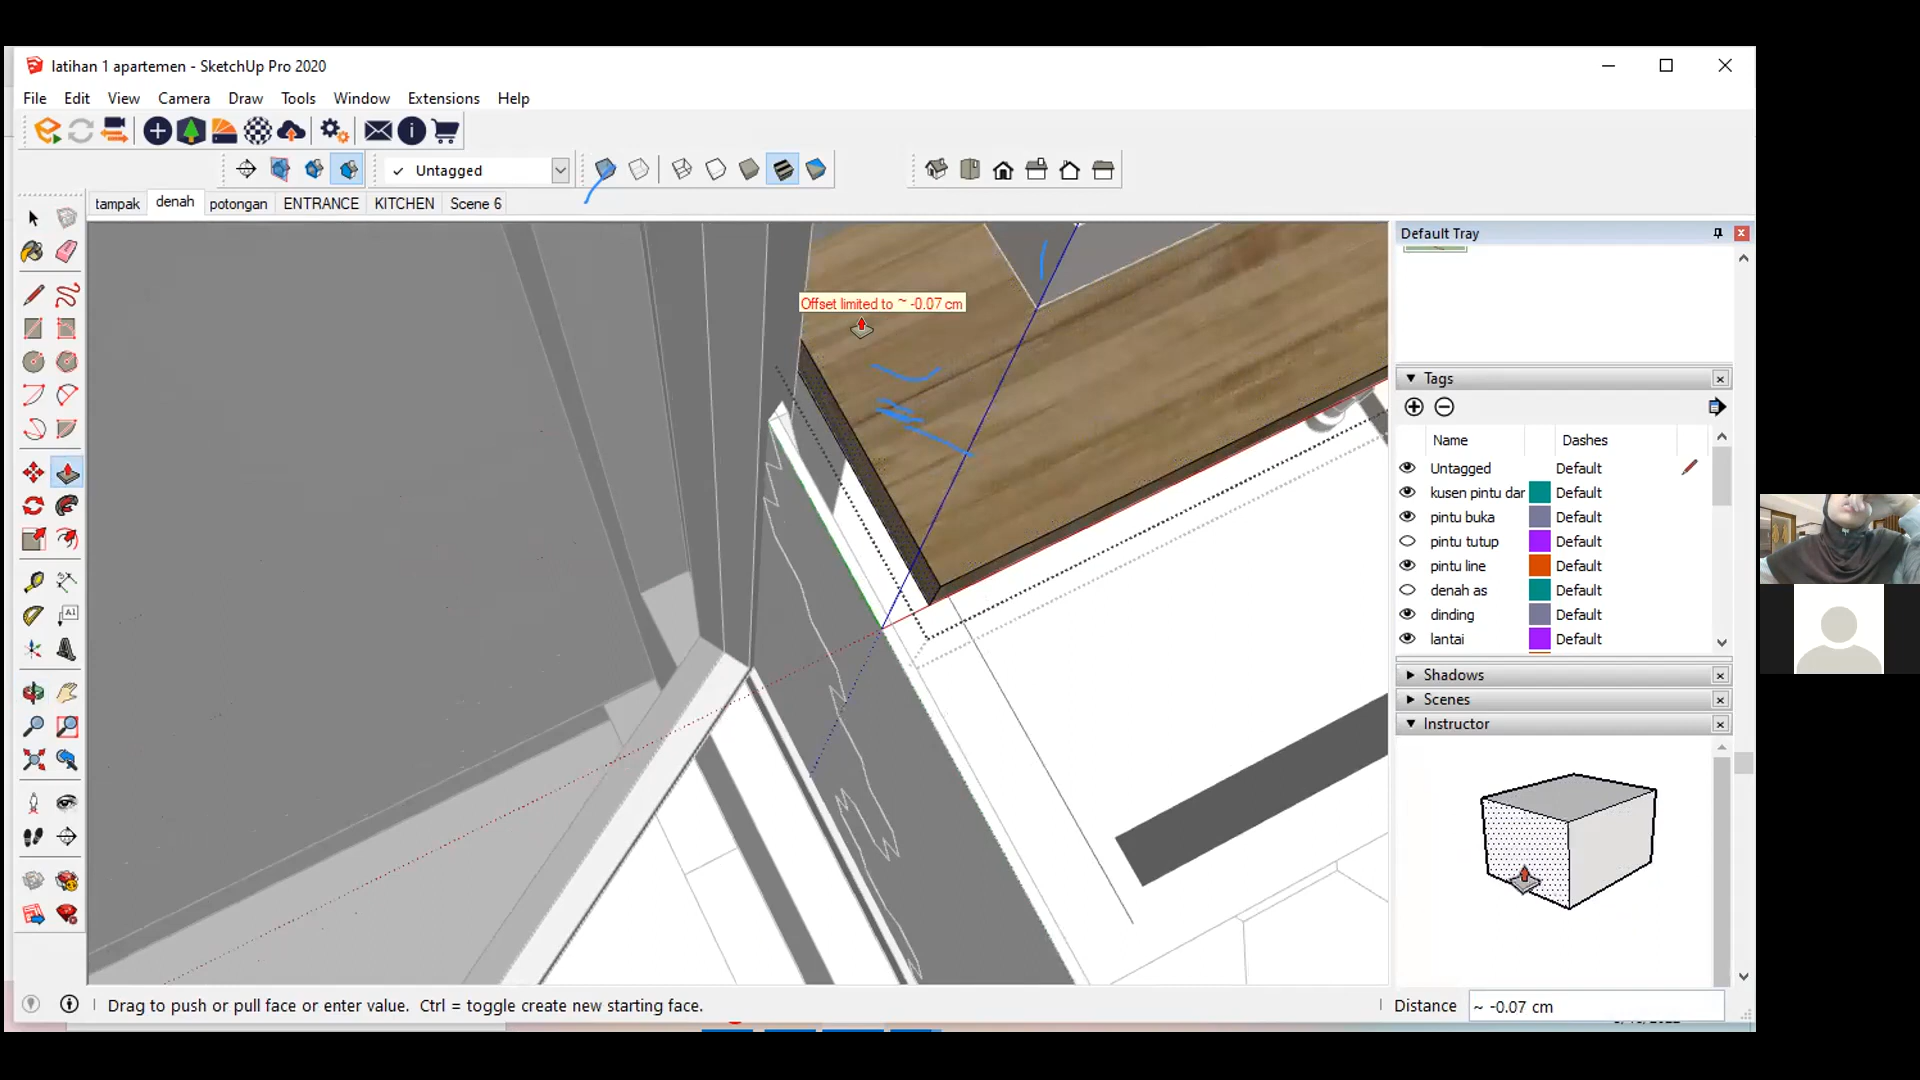 latihan 1 apartemen - SketchUp Pro 2020
File Edit View Camera Draw Tools Window Extensions Help
Untagged
tampak denah potongan ENTRANCE KITCHEN Scene 6
Default Tray
Offset limited to ~ -0.07 cm
Tags
Name Dashes
Untagged Default
kusen pintu dar Default
pintu buka Default
pintu tutup Default
pintu line Default
denah as Default
dinding Default
lantai Default
Shadows
Scenes
Instructor
Drag to push or pull face or enter value. Ctrl = toggle create new starting face.
Distance ~ -0.07 cm